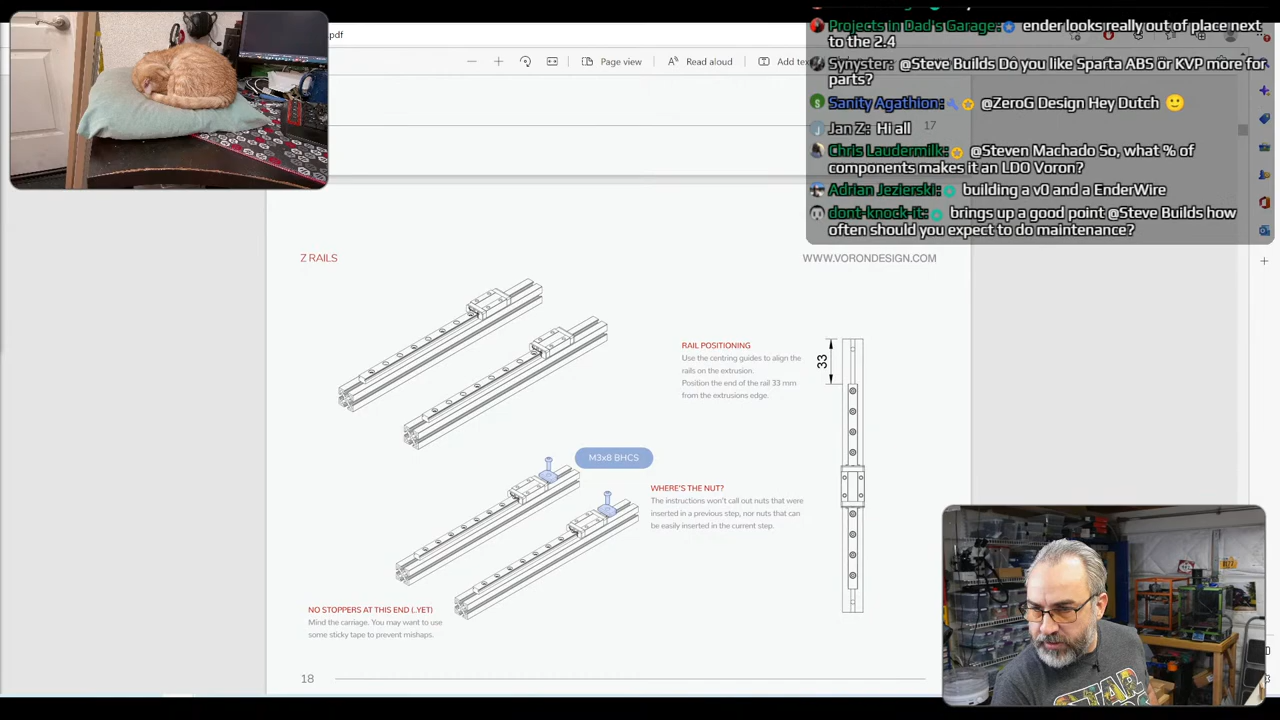 .pdf
Page view
Read aloud
Add text
Projects in Dad's Garage: ender looks really out of place next
to the 2.4
Synyster: @Steve Builds Do you like Sparta ABS or KVP more for
parts?
Sanity Agathion: @ZeroG Design Hey Dutch
Jan Z: Hi all
Chris Laudermilk: @Steven Machado So, what % of
components makes it an LDO Voron?
Adrian Jezierski: building a v0 and a EnderWire
dont-knock-it: brings up a good point @Steve Builds how
often should you expect to do maintenance?
17
Z RAILS
WWW.VORONDESIGN.COM
RAIL POSITIONING
Use the centring guides to align the
rails on the extrusion.
Position the end of the rail 33 mm
from the extrusions edge.
33
M3x8 BHCS
WHERE'S THE NUT?
The instructions won't call out nuts that were
inserted in a previous step, nor nuts that can
be easily inserted in the current step.
NO STOPPERS AT THIS END (..YET)
Mind the carriage. You may want to use
some sticky tape to prevent mishaps.
18
STAR